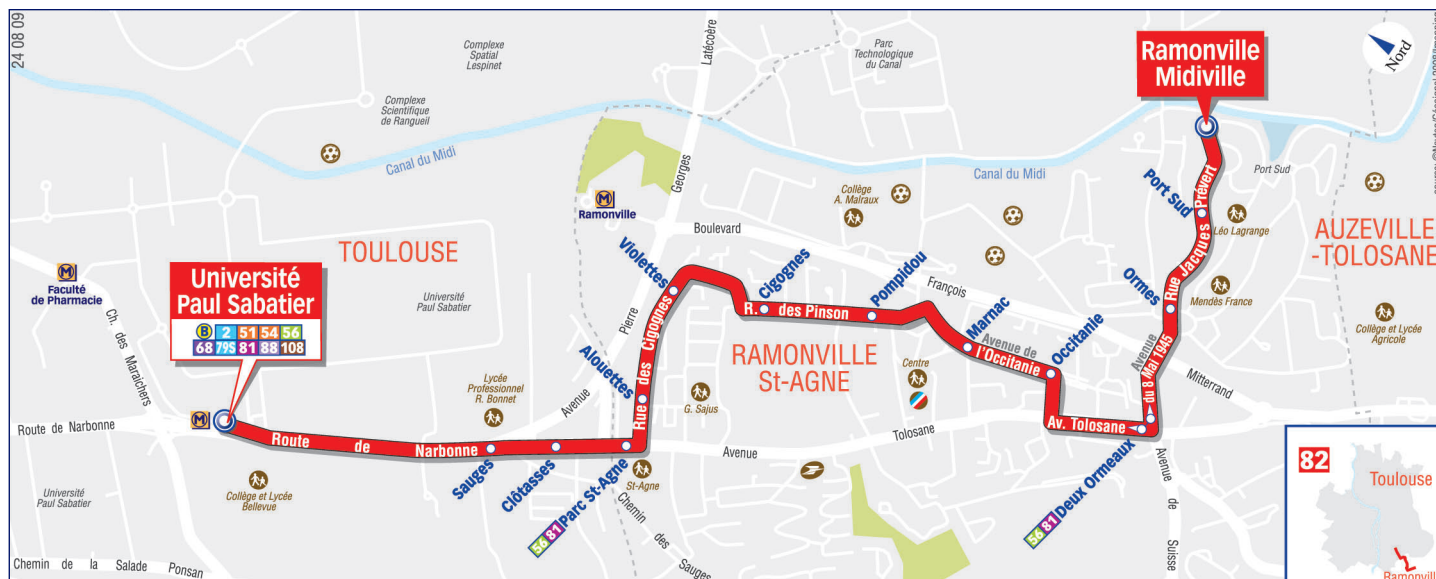 24 08 09
Complexe
Spatial
Lespinet
Latécoère
Parc
Technologique
du Canal
Ramonville
Midiville
Nord
Complexe
Scientifique
de Rangueil
Canal du Midi
Canal du Midi
Port Sud
Port Sud
Georges
Ramonville
Collège
A. Malraux
Prévert
Léo Lagrange
AUZEVILLE
-TOLOSANE
TOULOUSE
Boulevard
Violettes
Cigognes
Pompidou
François
Ormes
Rue Jacques
Mendès France
Faculté
de Pharmacie
Université
Paul Sabatier
B 2 51 54 56
68 79S 81 88 108
Université
Paul Sabatier
Pierre
R. des Pinson
Marnac
Avenue de
l'Occitanie
Occitanie
Avenue
du 8 Mai 1945
Mitterrand
Collège et Lycée
Agricole
Ch. des Maraichers
Alouettes
Rue des Cigognes
RAMONVILLE
St-AGNE
Centre
Lycée
Professionnel
R. Bonnet
Avenue
G. Sajus
Route de Narbonne
Route de Narbonne
Avenue
Tolosane
Av. Tolosane
Sauges
Clôtasses
56 81 Parc St-Agne
St-Agne
56 81 Deux Ormeaux
Avenue de Suisse
Université
Paul Sabatier
Collège et Lycée
Bellevue
Chemin des Sauges
Chemin de la Salade Ponsan
82
Toulouse
Ramonville